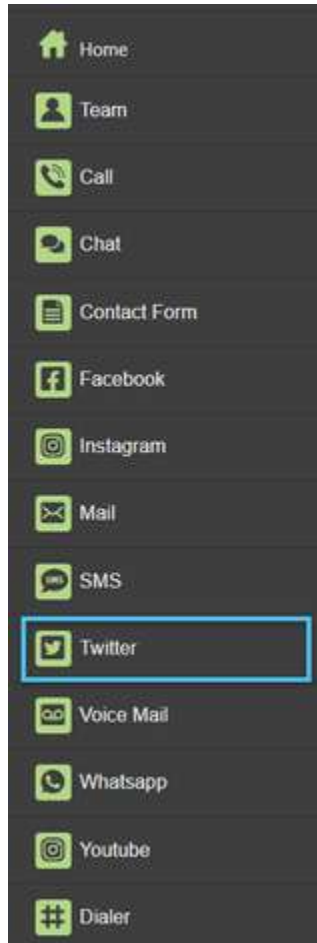 Home
Team
Call
Chat
Contact Form
Facebook
Instagram
Mail
SMS
Twitter
Voice Mail
Whatsapp
Youtube
Dialer